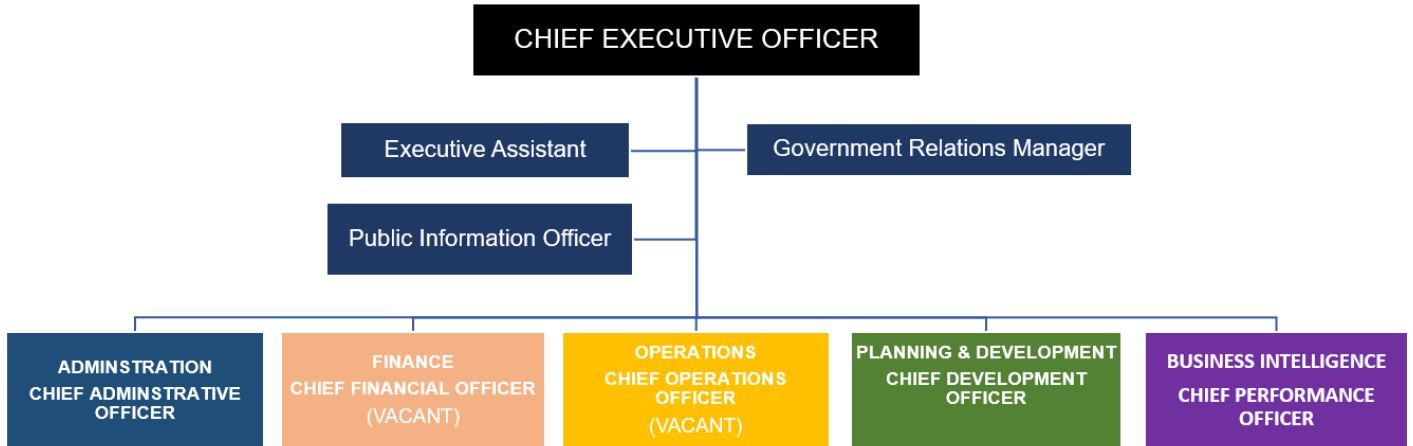 CHIEF EXECUTIVE OFFICER
Executive Assistant
Government Relations Manager
Public Information Officer
ADMINSTRATION
CHIEF ADMINSTRATIVE
OFFICER
FINANCE
CHIEF FINANCIAL OFFICER
(VACANT)
OPERATIONS
CHIEF OPERATIONS
OFFICER
(VACANT)
PLANNING & DEVELOPMENT
CHIEF DEVELOPMENT
OFFICER
BUSINESS INTELLIGENCE
CHIEF PERFORMANCE
OFFICER